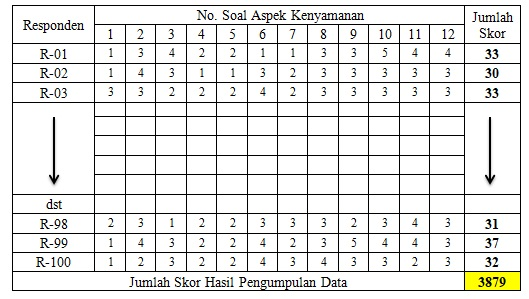 Responden No. Soal Aspek Kenyamanan Jumlah Skor
1 2 3 4 5 6 7 8 9 10 11 12
R-01 1 3 4 2 2 1 1 3 3 5 4 4 33
R-02 1 4 3 1 1 3 2 3 3 3 3 3 30
R-03 3 3 2 2 2 4 2 3 3 3 3 3 33
dst
R-98 2 3 1 2 2 3 3 3 2 3 4 3 31
R-99 1 4 3 2 2 4 2 3 5 4 4 3 37
R-100 1 2 3 2 2 4 3 4 3 3 2 3 32
Jumlah Skor Hasil Pengumpulan Data 3879